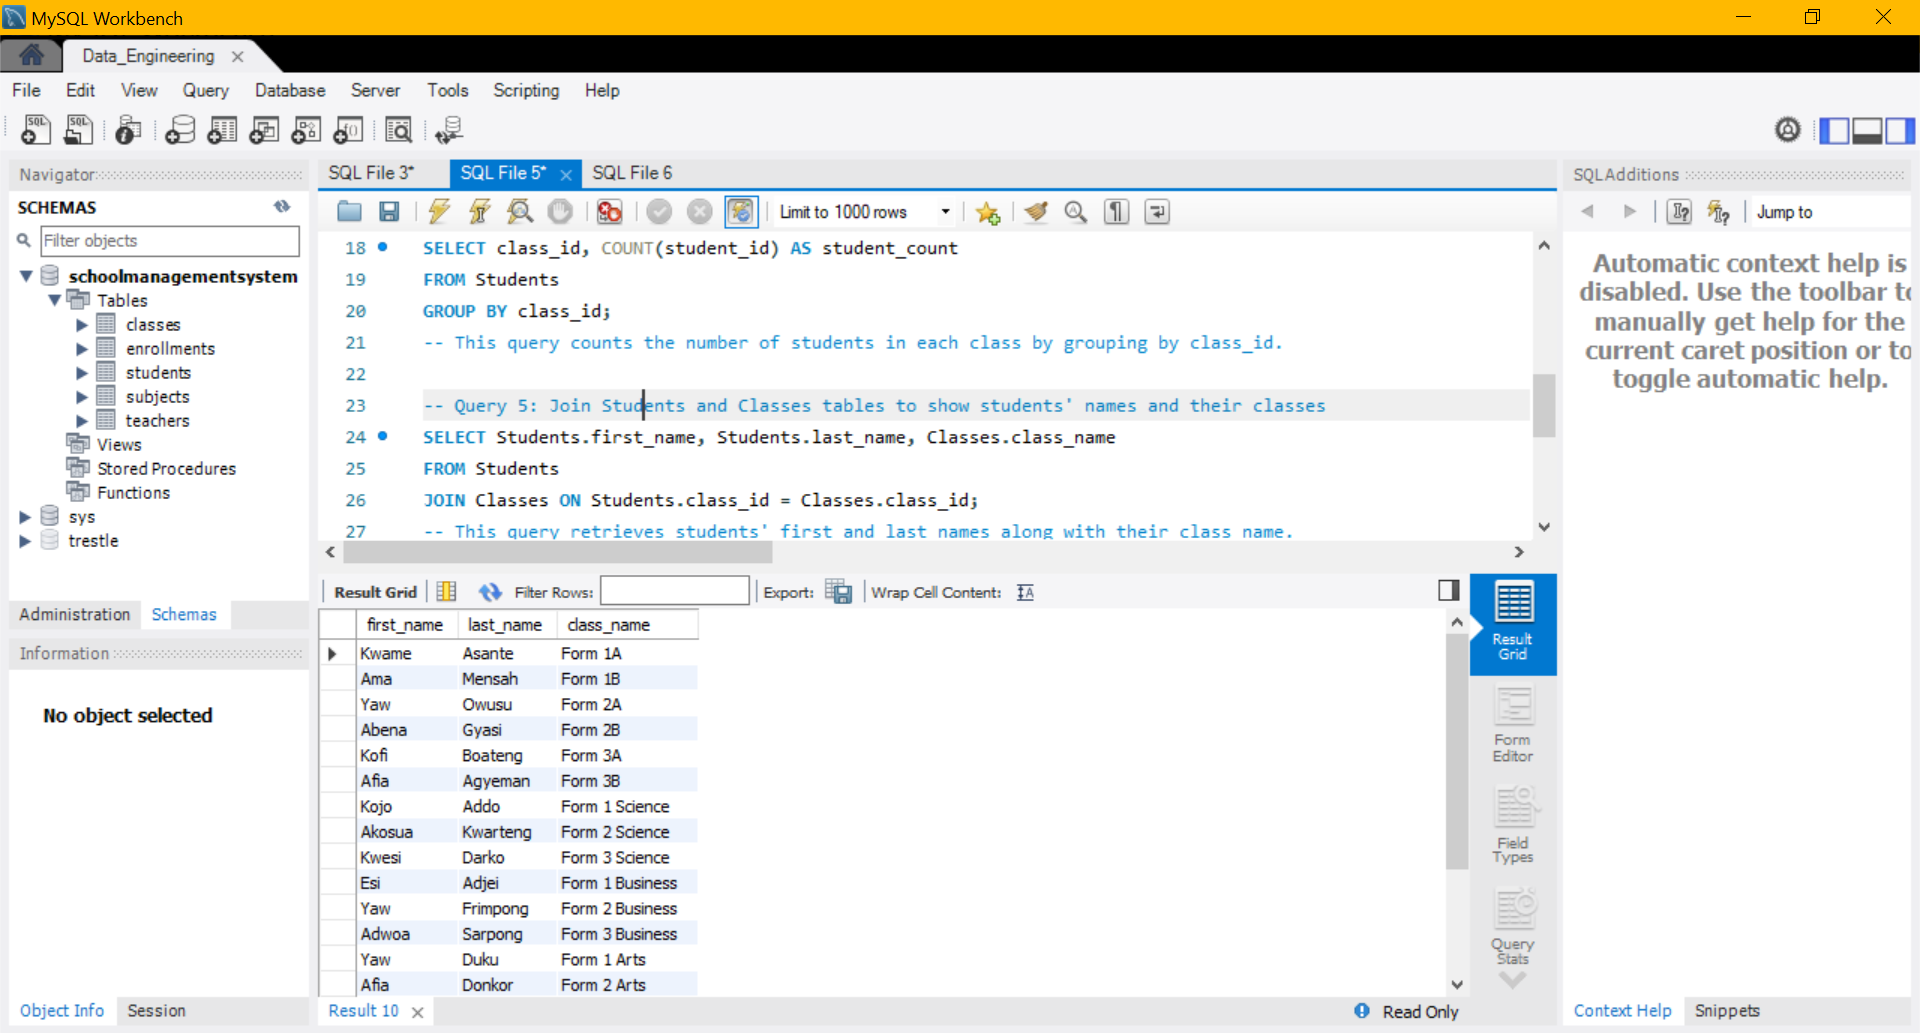 MySQL Workbench
Data_Engineering
File Edit View Query Database Server Tools Scripting Help
Navigator
SCHEMAS
Filter objects
schoolmanagementsystem
Tables
classes
enrollments
students
subjects
teachers
Views
Stored Procedures
Functions
sys
trestle
Administration Schemas
Information
No object selected
Object Info Session
SQL File 3* SQL File 5* SQL File 6
Limit to 1000 rows
18 SELECT class_id, COUNT(student_id) AS student_count
19 FROM Students
20 GROUP BY class_id;
21 -- This query counts the number of students in each class by grouping by class_id.
22
23 -- Query 5: Join Students and Classes tables to show students' names and their classes
24 SELECT Students.first_name, Students.last_name, Classes.class_name
25 FROM Students
26 JOIN Classes ON Students.class_id = Classes.class_id;
27 -- This query retrieves students' first and last names along with their class name.
Result Grid Filter Rows: Export: Wrap Cell Content:
first_name last_name class_name
Kwame Asante Form 1A
Ama Mensah Form 1B
Yaw Owusu Form 2A
Abena Gyasi Form 2B
Kofi Boateng Form 3A
Afia Agyeman Form 3B
Kojo Addo Form 1 Science
Akosua Kwarteng Form 2 Science
Kwesi Darko Form 3 Science
Esi Adjei Form 1 Business
Yaw Frimpong Form 2 Business
Adwoa Sarpong Form 3 Business
Yaw Duku Form 1 Arts
Afia Donkor Form 2 Arts
Result 10
Read Only
Result
Grid
Form
Editor
Field
Types
Query
Stats
SQLAdditions
Jump to
Automatic context help is
disabled. Use the toolbar to
manually get help for the
current caret position or to
toggle automatic help.
Context Help Snippets